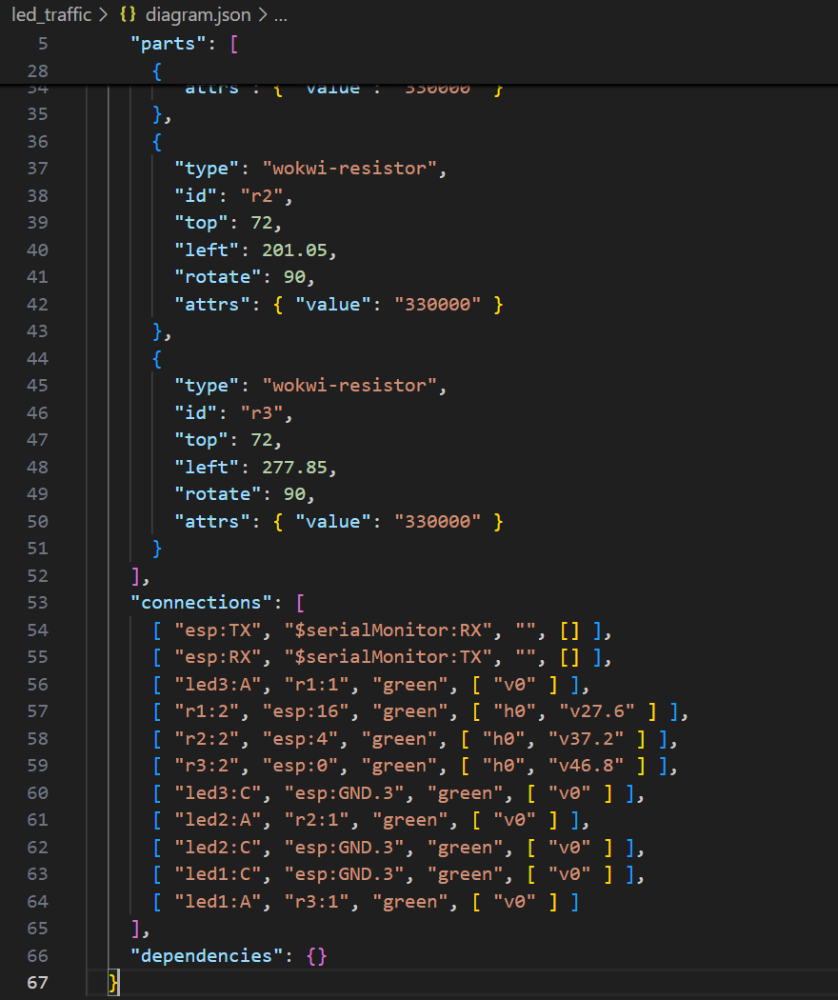 led_traffic > {} diagram.json > ...
5 "parts": [
28 {
34 "attrs": { "value": "330000" }
35 },
36 {
37 "type": "wokwi-resistor",
38 "id": "r2",
39 "top": 72,
40 "left": 201.05,
41 "rotate": 90,
42 "attrs": { "value": "330000" }
43 },
44 {
45 "type": "wokwi-resistor",
46 "id": "r3",
47 "top": 72,
48 "left": 277.85,
49 "rotate": 90,
50 "attrs": { "value": "330000" }
51 }
52 ],
53 "connections": [
54 [ "esp:TX", "$serialMonitor:RX", "", [] ],
55 [ "esp:RX", "$serialMonitor:TX", "", [] ],
56 [ "led3:A", "r1:1", "green", [ "v0" ] ],
57 [ "r1:2", "esp:16", "green", [ "h0", "v27.6" ] ],
58 [ "r2:2", "esp:4", "green", [ "h0", "v37.2" ] ],
59 [ "r3:2", "esp:0", "green", [ "h0", "v46.8" ] ],
60 [ "led3:C", "esp:GND.3", "green", [ "v0" ] ],
61 [ "led2:A", "r2:1", "green", [ "v0" ] ],
62 [ "led2:C", "esp:GND.3", "green", [ "v0" ] ],
63 [ "led1:C", "esp:GND.3", "green", [ "v0" ] ],
64 [ "led1:A", "r3:1", "green", [ "v0" ] ]
65 ],
66 "dependencies": {}
67 }